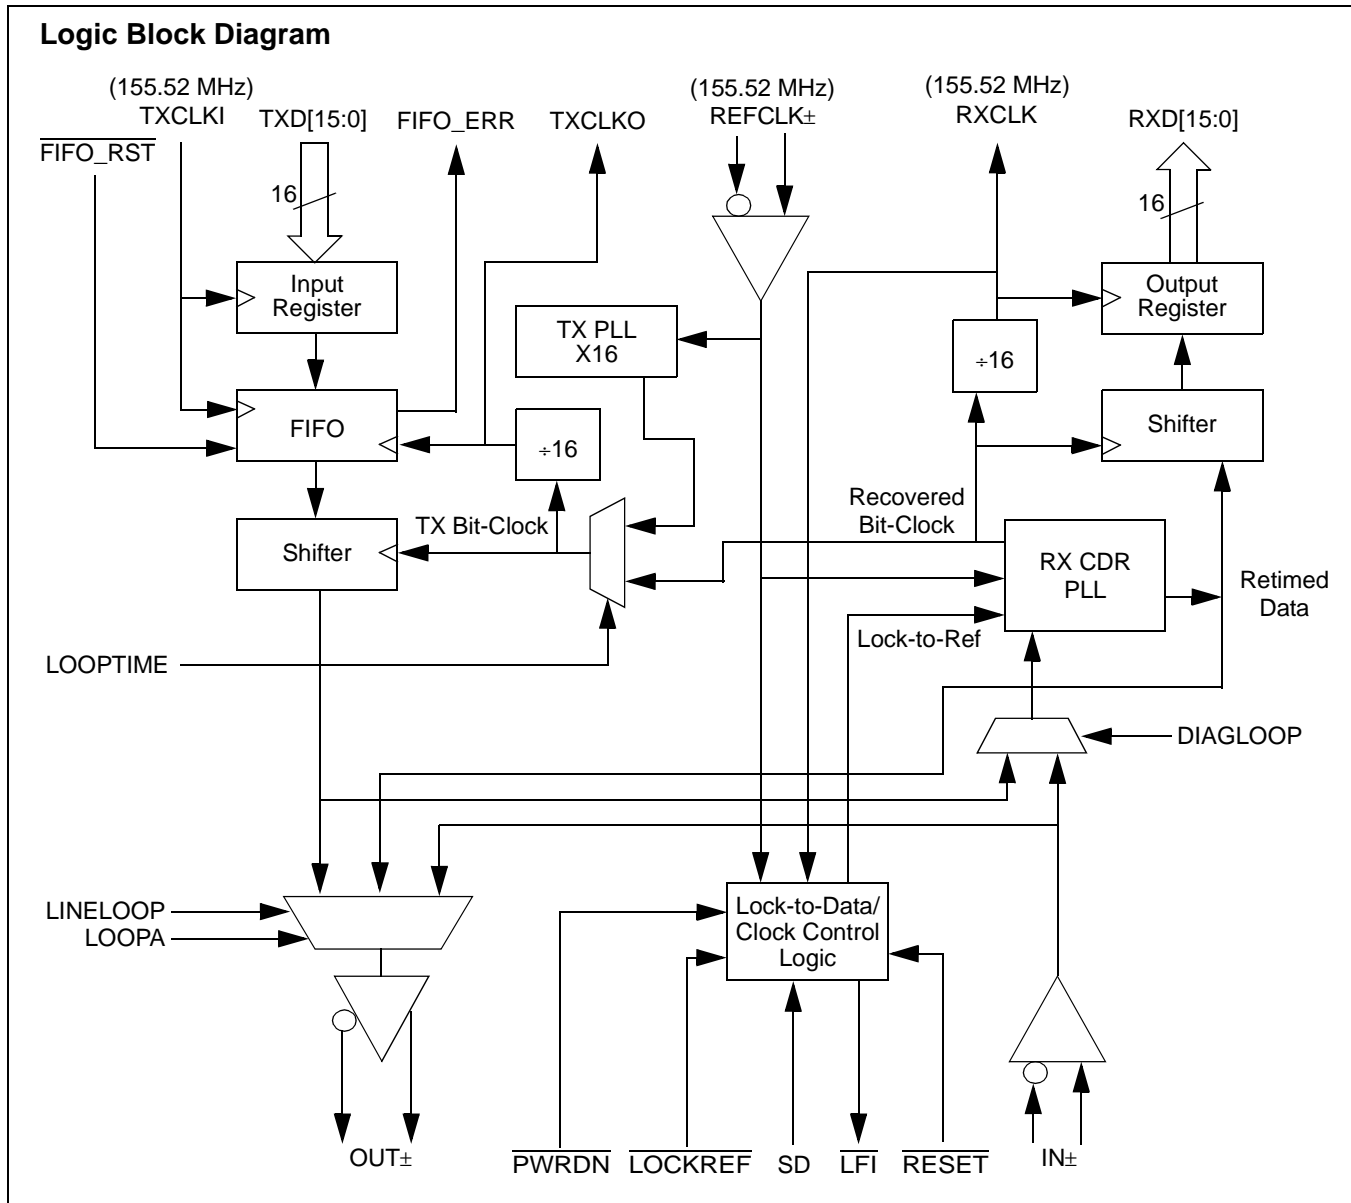 Logic Block Diagram
(155.52 MHz)
TXCLKI
TXD[15:0]
FIFO_ERR
TXCLKO
(155.52 MHz)
REFCLK±
(155.52 MHz)
RXCLK
RXD[15:0]
FIFO_RST
16
16
Input
Register
Output
Register
TX PLL
X16
÷16
FIFO
Shifter
÷16
Recovered
Bit-Clock
TX Bit-Clock
Shifter
RX CDR
PLL
Retimed
Data
Lock-to-Ref
LOOPTIME
DIAGLOOP
LINELOOP
LOOPA
Lock-to-Data/
Clock Control
Logic
OUT±
PWRDN
LOCKREF
SD
LFI
RESET
IN±